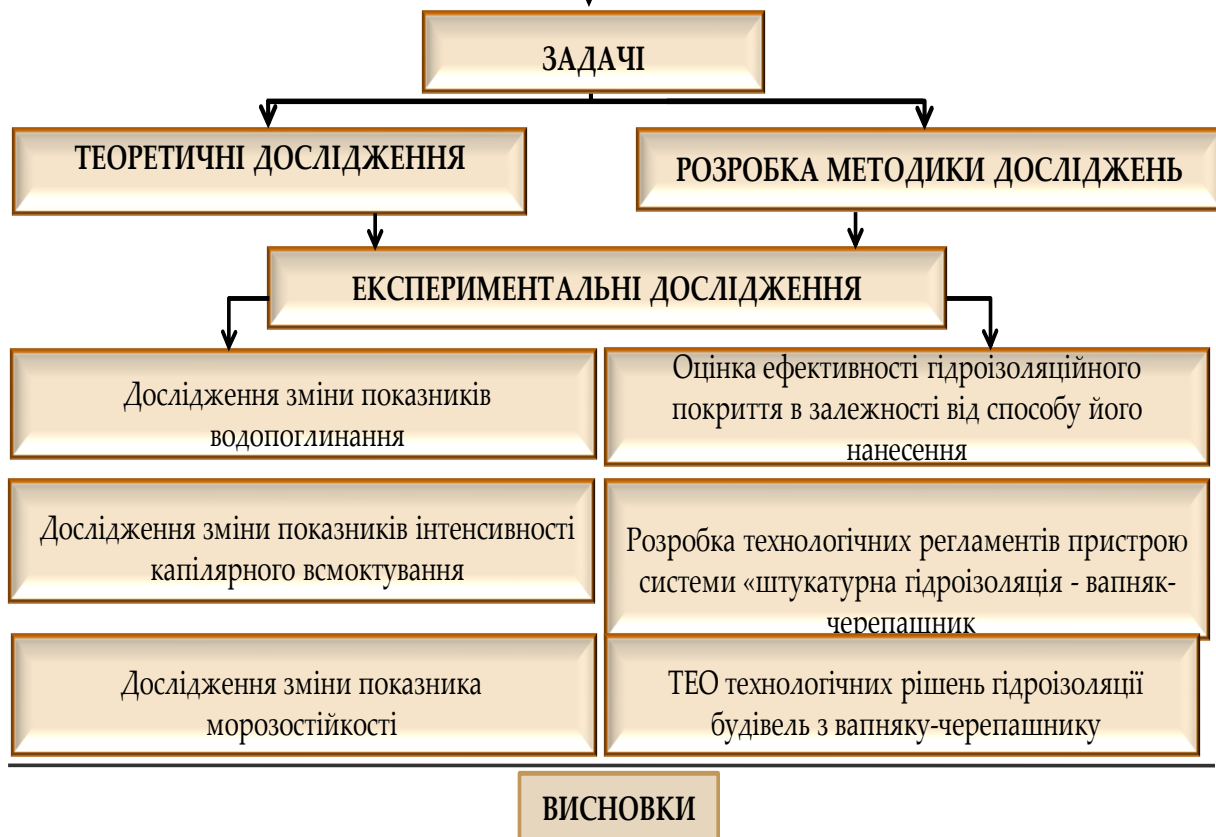 ЗАДАЧІ
ТЕОРЕТИЧНІ ДОСЛІДЖЕННЯ
РОЗРОБКА МЕТОДИКИ ДОСЛІДЖЕНЬ
ЕКСПЕРИМЕНТАЛЬНІ ДОСЛІДЖЕННЯ
Дослідження зміни показників
водопоглинання
Оцінка ефективності гідроізоляційного
покриття в залежності від способу його
нанесення
Дослідження зміни показників інтенсивності
капілярного всмоктування
Розробка технологічних регламентів пристрою
системи «штукатурна гідроізоляція - вапняк-
черепашник
Дослідження зміни показника
морозостійкості
ТЕО технологічних рішень гідроізоляції
будівель з вапняку-черепашнику
ВИСНОВКИ